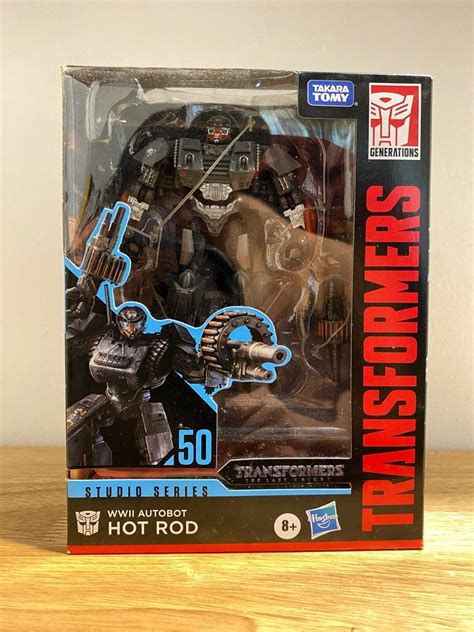 TAKARA
TOMY
GENERATIONS
TRANSFORMERS
50
TRANSFORMERS
THE LAST KNIGHT
STUDIO SERIES
WWII AUTOBOT
HOT ROD
8+
Hasbro